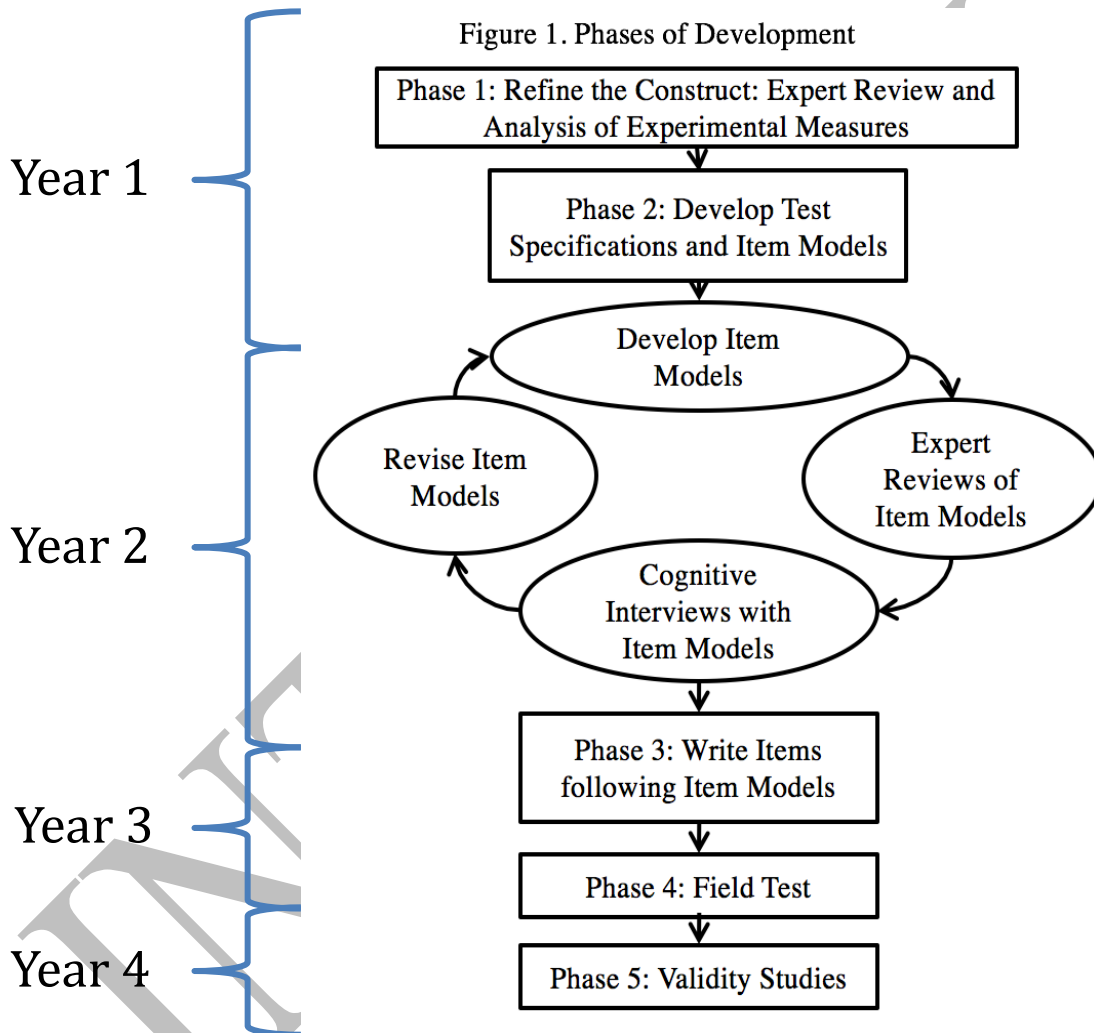 Figure 1. Phases of Development
Phase 1: Refine the Construct: Expert Review and
Analysis of Experimental Measures
Year 1
Phase 2: Develop Test
Specifications and Item Models
Develop Item
Models
Expert
Reviews of
Item Models
Revise Item
Models
Year 2
Cognitive
Interviews with
Item Models
Phase 3: Write Items
following Item Models
Year 3
Phase 4: Field Test
Year 4
Phase 5: Validity Studies